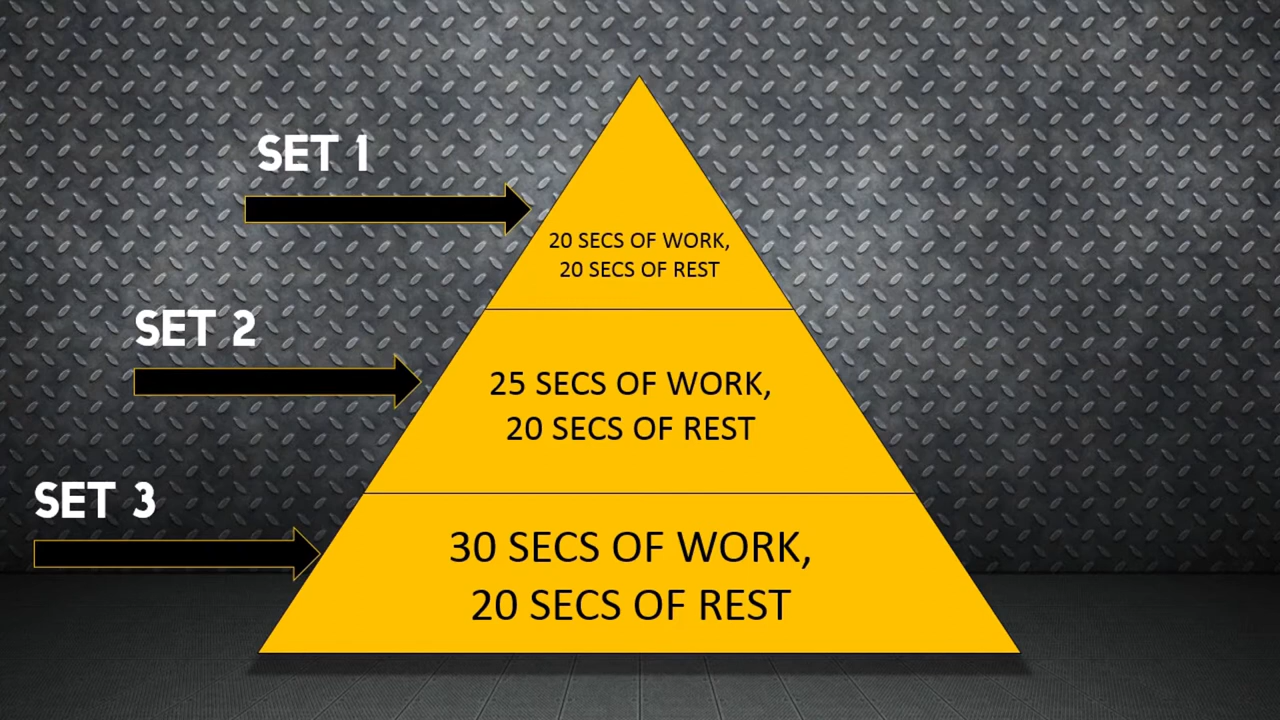 SET 1
20 SECS OF WORK,
20 SECS OF REST
SET 2
25 SECS OF WORK,
20 SECS OF REST
SET 3
30 SECS OF WORK,
20 SECS OF REST